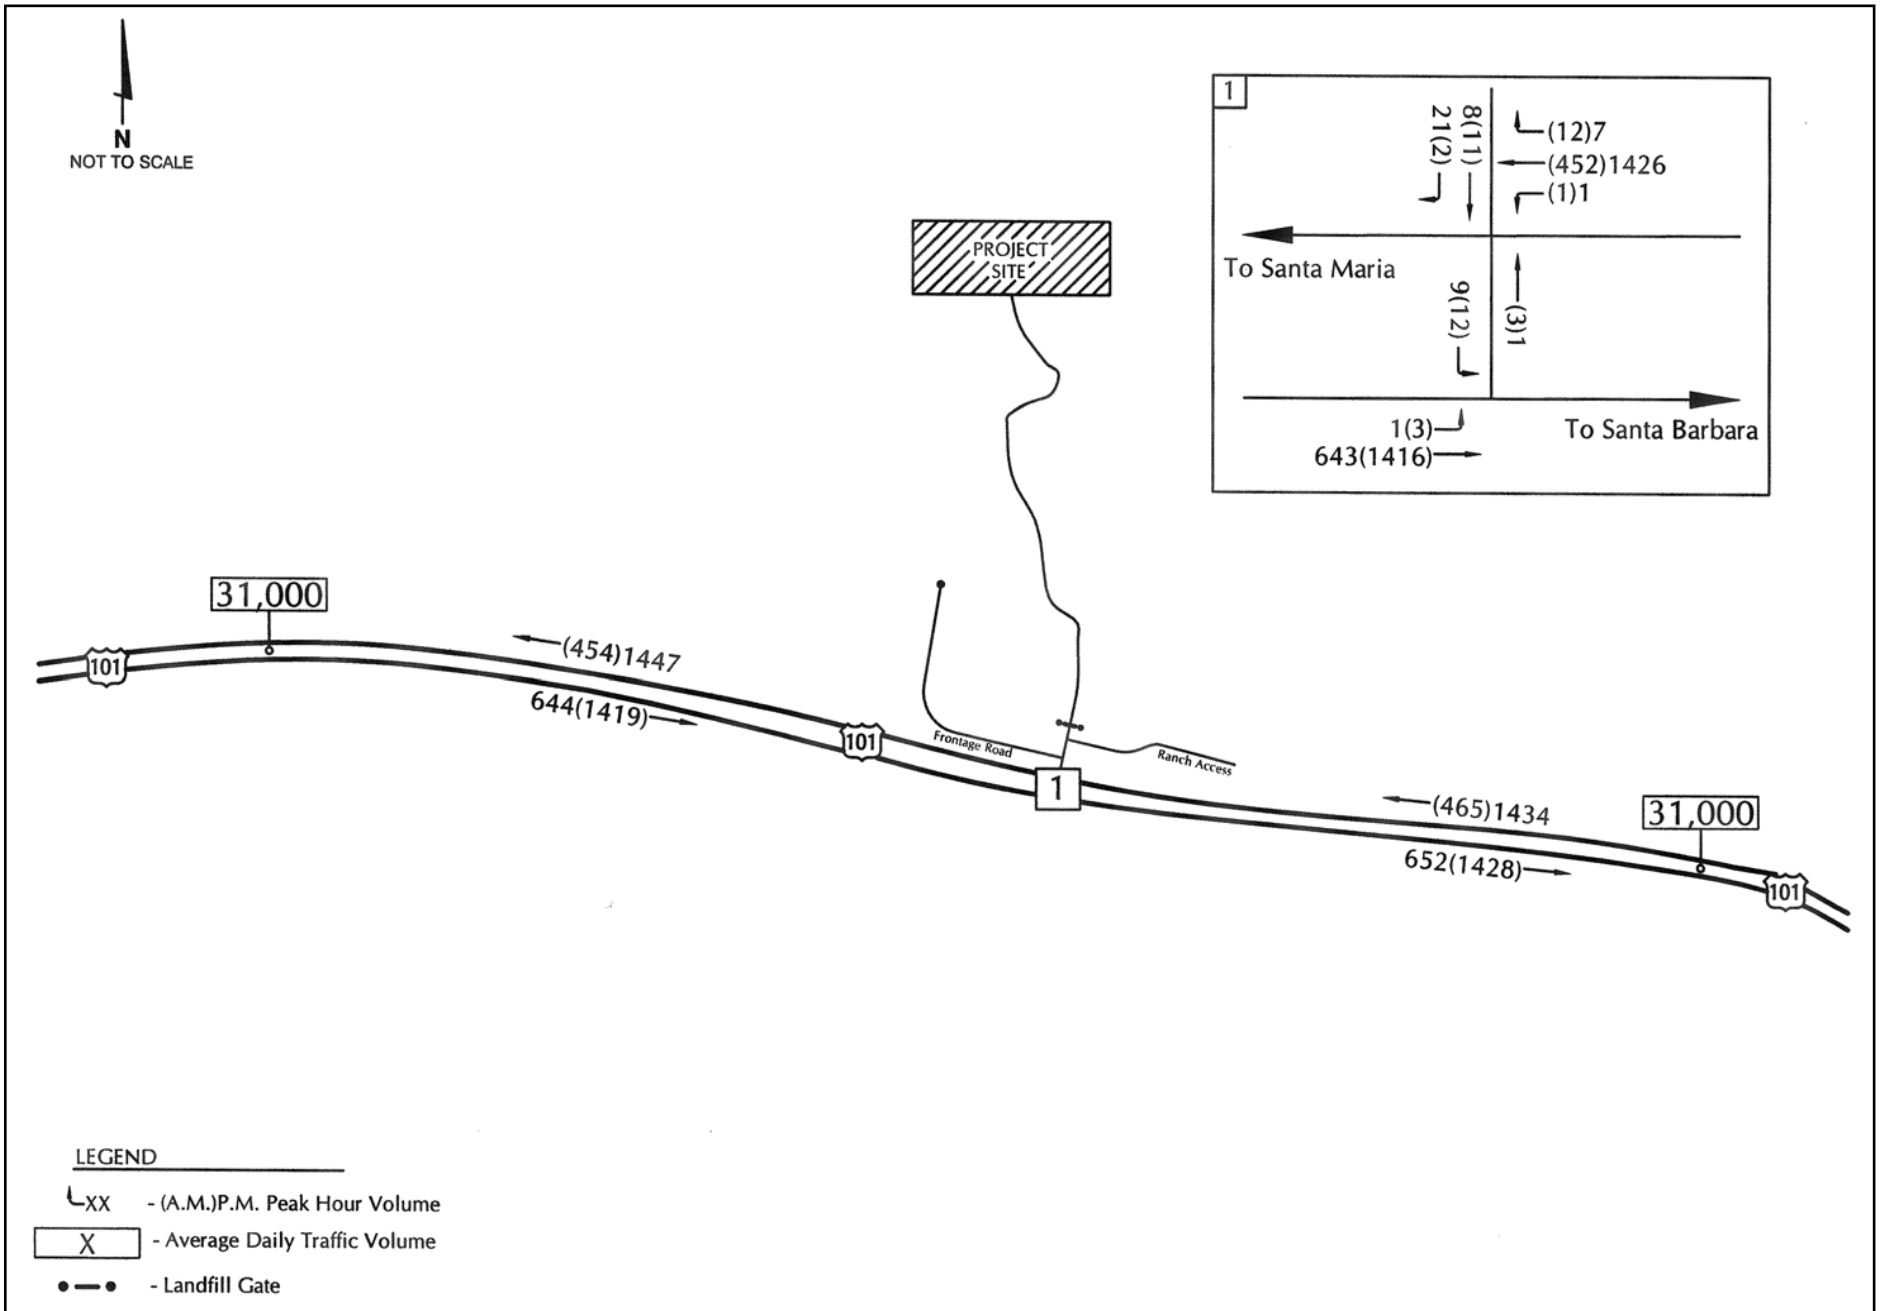 N
NOT TO SCALE
1
8(11)
21(2)
(12)7
(452)1426
(1)1
To Santa Maria
9(12)
(3)1
1(3)
643(1416)
To Santa Barbara
PROJECT
SITE
31,000
101
(454)1447
644(1419)
101
Frontage Road
Ranch Access
1
(465)1434
652(1428)
31,000
101
LEGEND
XX - (A.M.)P.M. Peak Hour Volume
X - Average Daily Traffic Volume
- Landfill Gate